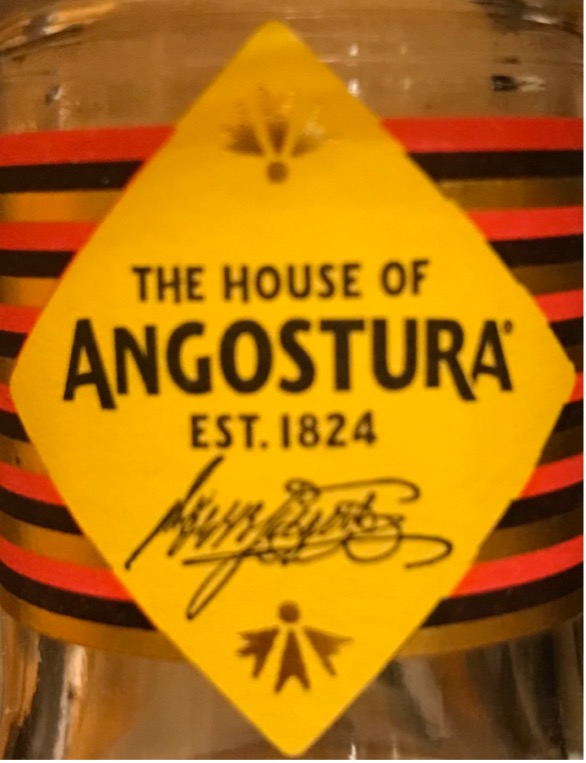 THE HOUSE OF
ANGOSTURA®
EST. 1824